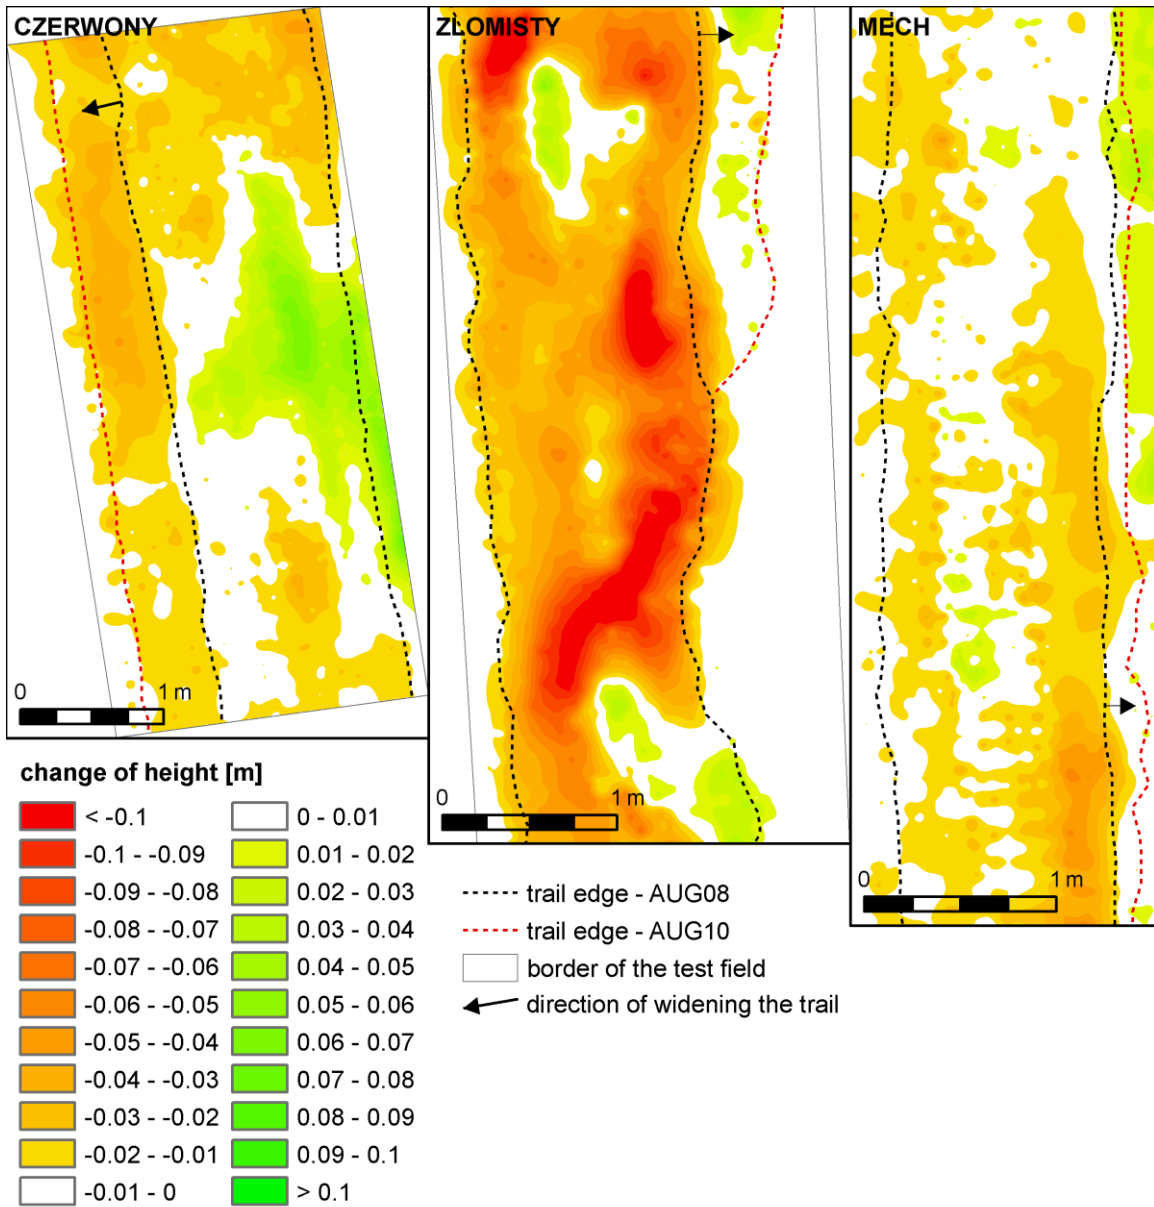 CZERWONY
ZLOMISTY
MECH
0 1 m
0 1 m
0 1 m
change of height [m]
< -0.1
-0.1 - -0.09
-0.09 - -0.08
-0.08 - -0.07
-0.07 - -0.06
-0.06 - -0.05
-0.05 - -0.04
-0.04 - -0.03
-0.03 - -0.02
-0.02 - -0.01
-0.01 - 0
0 - 0.01
0.01 - 0.02
0.02 - 0.03
0.03 - 0.04
0.04 - 0.05
0.05 - 0.06
0.06 - 0.07
0.07 - 0.08
0.08 - 0.09
0.09 - 0.1
> 0.1
trail edge - AUG08
trail edge - AUG10
border of the test field
direction of widening the trail